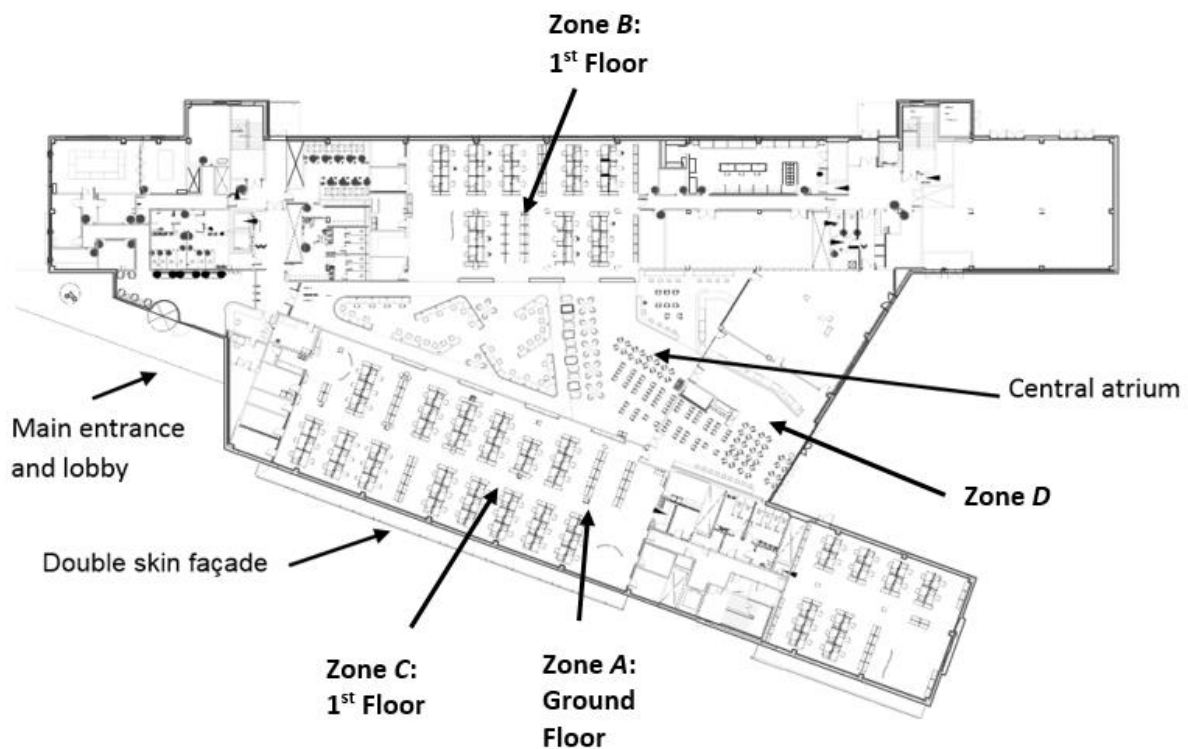 Zone B:
1st Floor
Central atrium
Main entrance
and lobby
Zone D
Double skin façade
Zone C:
1st Floor
Zone A:
Ground
Floor